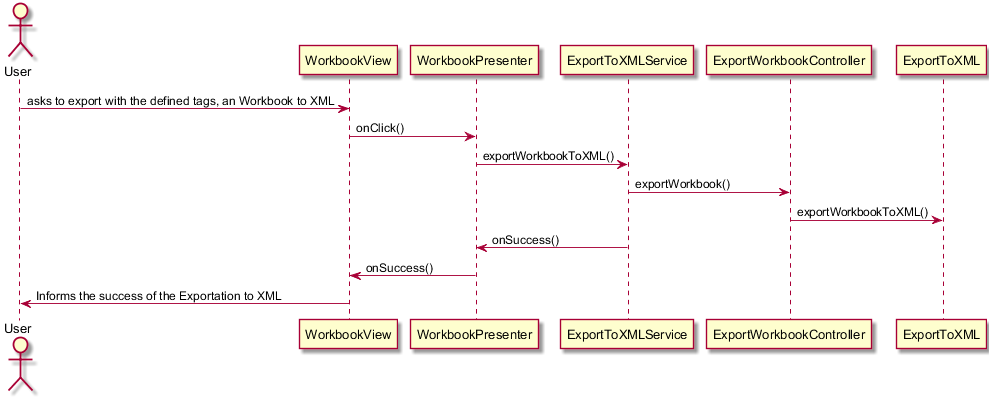 User
WorkbookView
WorkbookPresenter
ExportToXMLService
ExportWorkbookController
ExportToXML
asks to export with the defined tags, an Workbook to XML
onClick()
exportWorkbookToXML()
exportWorkbook()
exportWorkbookToXML()
onSuccess()
onSuccess()
Informs the success of the Exportation to XML
User
WorkbookView
WorkbookPresenter
ExportToXMLService
ExportWorkbookController
ExportToXML